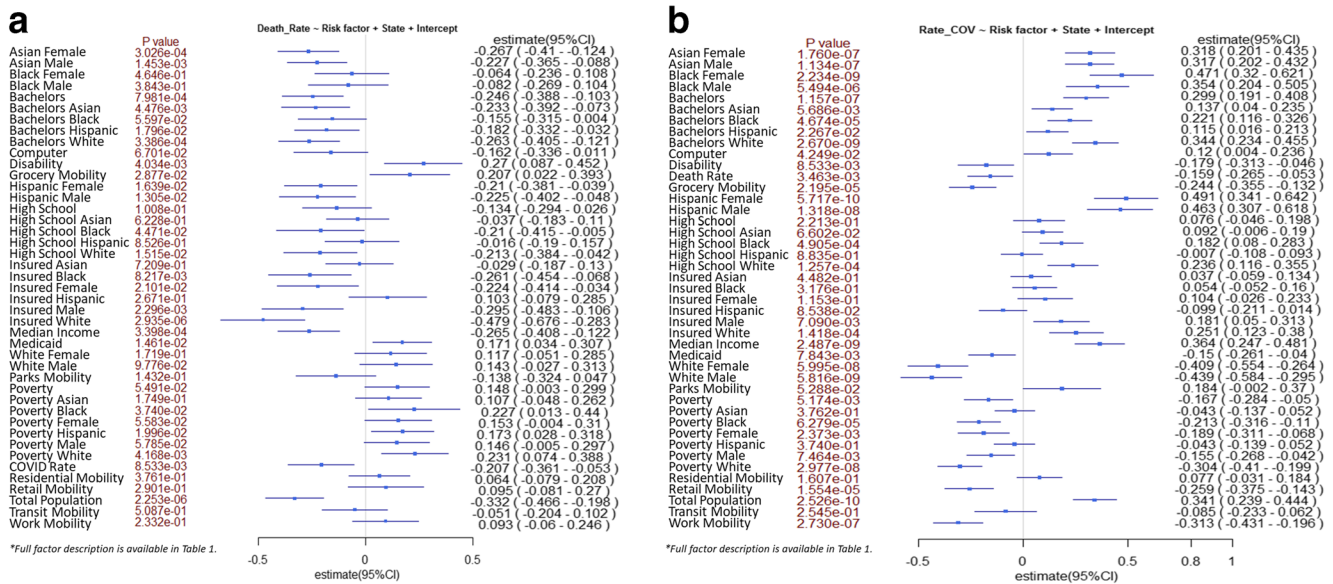 a
Death_Rate ~ Risk factor + State + Intercept
P value estimate(95%CI)
Asian Female 3.026e-04 -0.267 ( -0.41 - -0.124 )
Asian Male 1.453e-03 -0.227 ( -0.365 - -0.088 )
Black Female 4.646e-01 -0.064 ( -0.236 - 0.108 )
Black Male 3.843e-01 -0.082 ( -0.269 - 0.104 )
Bachelors 7.981e-04 -0.246 ( -0.388 - -0.103 )
Bachelors Asian 4.476e-03 -0.233 ( -0.392 - -0.073 )
Bachelors Black 5.597e-02 -0.155 ( -0.315 - 0.004 )
Bachelors Hispanic 1.796e-02 -0.182 ( -0.332 - -0.032 )
Bachelors White 3.386e-04 -0.263 ( -0.405 - -0.121 )
Computer 6.701e-02 -0.162 ( -0.336 - 0.011 )
Disability 4.034e-03 0.27 ( 0.087 - 0.452 )
Grocery Mobility 2.877e-02 0.207 ( 0.022 - 0.393 )
Hispanic Female 1.639e-02 -0.21 ( -0.381 - -0.039 )
Hispanic Male 1.305e-02 -0.225 ( -0.402 - -0.048 )
High School 1.008e-01 -0.134 ( -0.294 - 0.026 )
High School Asian 6.228e-01 -0.037 ( -0.183 - 0.11 )
High School Black 4.471e-02 -0.21 ( -0.415 - -0.005 )
High School Hispanic 8.526e-01 -0.016 ( -0.19 - 0.157 )
High School White 1.515e-02 -0.213 ( -0.384 - -0.042 )
Insured Asian 7.209e-01 -0.029 ( -0.187 - 0.13 )
Insured Black 8.217e-03 -0.261 ( -0.454 - -0.068 )
Insured Female 2.101e-02 -0.224 ( -0.414 - -0.034 )
Insured Hispanic 2.671e-01 0.103 ( -0.079 - 0.285 )
Insured Male 2.296e-03 -0.295 ( -0.483 - -0.106 )
Insured White 2.935e-06 -0.479 ( -0.676 - -0.283 )
Median Income 3.398e-04 -0.265 ( -0.408 - -0.122 )
Medicaid 1.461e-02 0.171 ( 0.034 - 0.307 )
White Female 1.719e-01 0.117 ( -0.051 - 0.285 )
White Male 9.776e-02 0.143 ( -0.027 - 0.313 )
Parks Mobility 1.432e-01 -0.138 ( -0.324 - 0.047 )
Poverty 5.491e-02 0.148 ( -0.003 - 0.299 )
Poverty Asian 1.749e-01 0.107 ( -0.048 - 0.262 )
Poverty Black 3.740e-02 0.227 ( 0.013 - 0.44 )
Poverty Female 5.583e-02 0.153 ( -0.004 - 0.31 )
Poverty Hispanic 1.996e-02 0.173 ( 0.028 - 0.318 )
Poverty Male 5.785e-02 0.146 ( -0.005 - 0.297 )
Poverty White 4.168e-03 0.231 ( 0.074 - 0.388 )
COVID Rate 8.533e-03 -0.207 ( -0.361 - -0.053 )
Residential Mobility 3.761e-01 0.064 ( -0.079 - 0.208 )
Retail Mobility 2.901e-01 0.095 ( -0.081 - 0.27 )
Total Population 2.253e-06 -0.332 ( -0.466 - -0.198 )
Transit Mobility 5.087e-01 -0.051 ( -0.204 - 0.102 )
Work Mobility 2.332e-01 0.093 ( -0.06 - 0.246 )
*Full factor description is available in Table 1.
-0.5 0 0.5
estimate(95%CI)
b
Rate_COV ~ Risk factor + State + Intercept
P value estimate(95%CI)
Asian Female 1.760e-07 0.318 ( 0.201 - 0.435 )
Asian Male 1.134e-07 0.317 ( 0.202 - 0.432 )
Black Female 2.234e-09 0.471 ( 0.32 - 0.621 )
Black Male 5.494e-06 0.354 ( 0.204 - 0.505 )
Bachelors 1.157e-07 0.299 ( 0.191 - 0.408 )
Bachelors Asian 5.686e-03 0.137 ( 0.04 - 0.235 )
Bachelors Black 4.674e-05 0.221 ( 0.116 - 0.326 )
Bachelors Hispanic 2.267e-02 0.115 ( 0.016 - 0.213 )
Bachelors White 2.670e-09 0.344 ( 0.234 - 0.455 )
Computer 4.249e-02 0.12 ( 0.004 - 0.236 )
Disability 8.533e-03 -0.179 ( -0.313 - -0.046 )
Death Rate 3.463e-03 -0.159 ( -0.265 - -0.053 )
Grocery Mobility 2.195e-05 -0.244 ( -0.355 - -0.132 )
Hispanic Female 5.717e-10 0.491 ( 0.341 - 0.642 )
Hispanic Male 1.318e-08 0.463 ( 0.307 - 0.618 )
High School 2.213e-01 0.076 ( -0.046 - 0.198 )
High School Asian 6.602e-02 0.092 ( -0.006 - 0.19 )
High School Black 4.905e-04 0.182 ( 0.08 - 0.283 )
High School Hispanic 8.835e-01 -0.007 ( -0.108 - 0.093 )
High School White 1.257e-04 0.236 ( 0.116 - 0.355 )
Insured Asian 4.482e-01 0.037 ( -0.059 - 0.134 )
Insured Black 3.176e-01 0.054 ( -0.052 - 0.16 )
Insured Female 1.153e-01 0.104 ( -0.026 - 0.233 )
Insured Hispanic 8.538e-02 -0.099 ( -0.211 - 0.014 )
Insured Male 7.090e-03 0.181 ( 0.05 - 0.313 )
Insured White 1.418e-04 0.251 ( 0.123 - 0.38 )
Median Income 2.487e-09 0.364 ( 0.247 - 0.481 )
Medicaid 7.843e-03 -0.15 ( -0.261 - -0.04 )
White Female 5.995e-08 -0.409 ( -0.554 - -0.264 )
White Male 5.816e-09 -0.439 ( -0.584 - -0.295 )
Parks Mobility 5.288e-02 0.184 ( -0.002 - 0.37 )
Poverty 5.174e-03 -0.167 ( -0.284 - -0.05 )
Poverty Asian 3.762e-01 -0.043 ( -0.137 - 0.052 )
Poverty Black 6.279e-05 -0.213 ( -0.316 - -0.11 )
Poverty Female 2.373e-03 -0.189 ( -0.311 - -0.068 )
Poverty Hispanic 3.740e-01 -0.043 ( -0.139 - 0.052 )
Poverty Male 7.464e-03 -0.155 ( -0.268 - -0.042 )
Poverty White 2.977e-08 -0.304 ( -0.41 - -0.199 )
Residential Mobility 1.607e-01 0.077 ( -0.031 - 0.184 )
Retail Mobility 1.554e-05 -0.259 ( -0.375 - -0.143 )
Total Population 2.526e-10 0.341 ( 0.239 - 0.444 )
Transit Mobility 2.545e-01 -0.085 ( -0.233 - 0.062 )
Work Mobility 2.730e-07 -0.313 ( -0.431 - -0.196 )
*Full factor description is available in Table 1.
-0.5 0 0.5 0.8 1
estimate(95%CI)